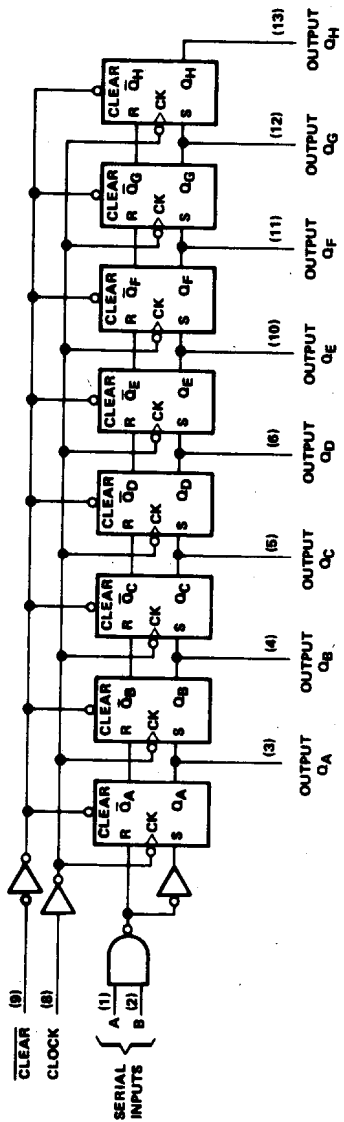 C̅L̅E̅A̅R̅ (9)
CLOCK (8)
SERIAL
INPUTS
A (1)
B (2)
CLEAR
R Q̅A
CK
S QA
CLEAR
R Q̅B
CK
S QB
CLEAR
R Q̅C
CK
S QC
CLEAR
R Q̅D
CK
S QD
CLEAR
R Q̅E
CK
S QE
CLEAR
R Q̅F
CK
S QF
CLEAR
R Q̅G
CK
S QG
CLEAR
R Q̅H
CK
S QH
(3)
OUTPUT
QA
(4)
OUTPUT
QB
(5)
OUTPUT
QC
(6)
OUTPUT
QD
(10)
OUTPUT
QE
(11)
OUTPUT
QF
(12)
OUTPUT
QG
(13)
OUTPUT
QH